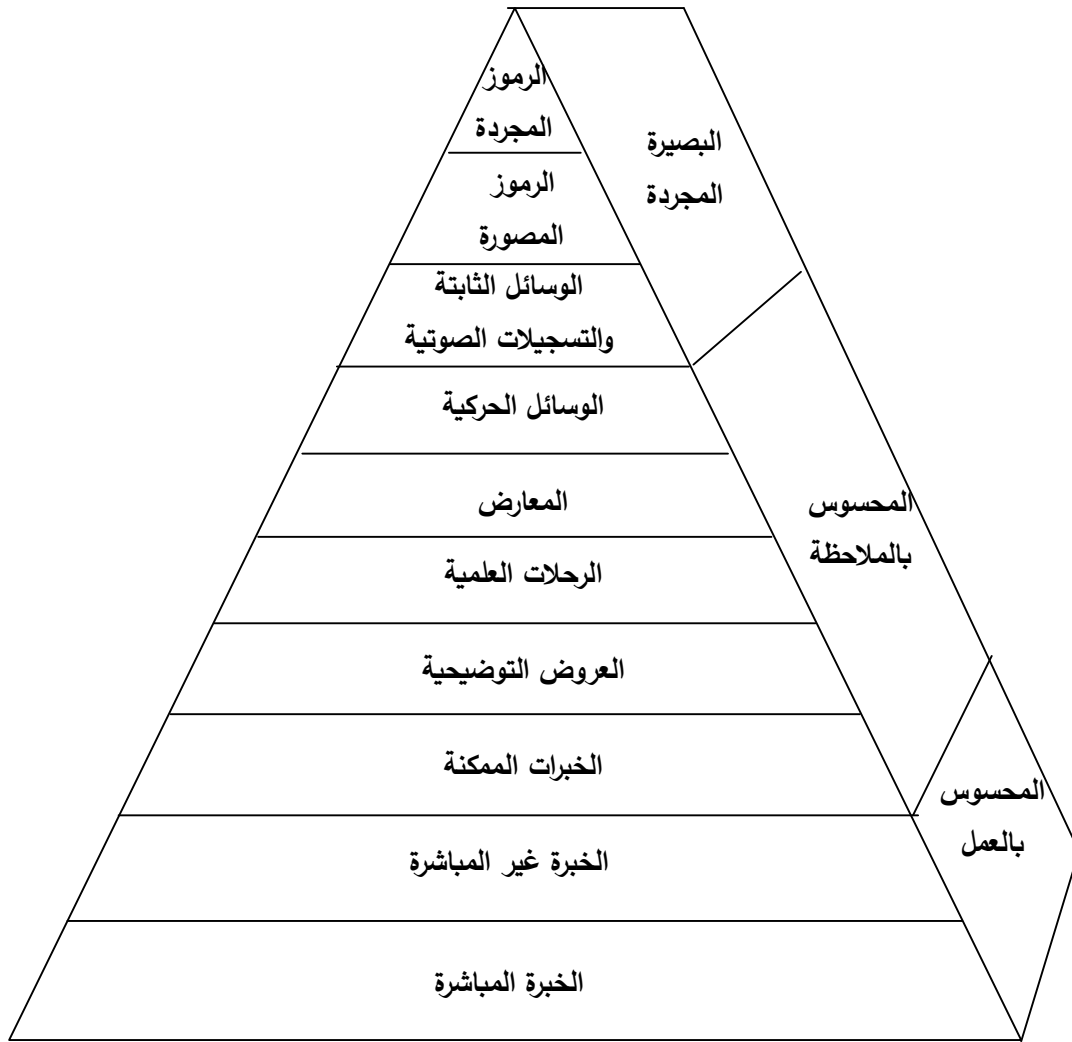 الرموز
المجردة
الرموز
المصورة
الوسائل الثابتة
والتسجيلات الصوتية
الوسائل الحركية
المعارض
الرحلات العلمية
العروض التوضيحية
الخبرات الممكنة
الخبرة غير المباشرة
الخبرة المباشرة
البصيرة
المجردة
المحسوس
بالملاحظة
المحسوس
بالعمل